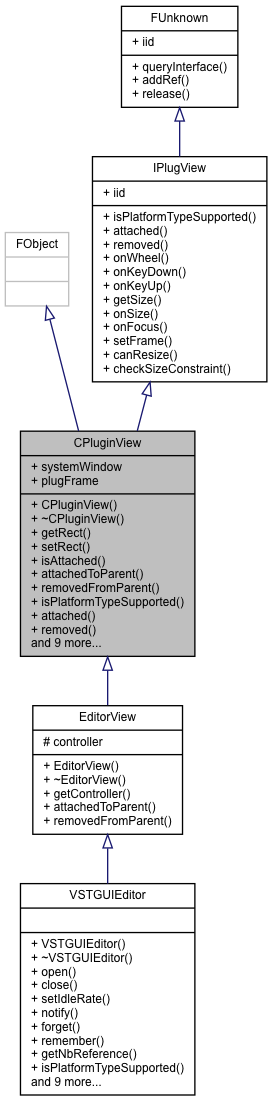 FUnknown
+ iid
+ queryInterface()
+ addRef()
+ release()
IPlugView
+ iid
+ isPlatformTypeSupported()
+ attached()
+ removed()
+ onWheel()
+ onKeyDown()
+ onKeyUp()
+ getSize()
+ onSize()
+ onFocus()
+ setFrame()
+ canResize()
+ checkSizeConstraint()
FObject
CPluginView
+ systemWindow
+ plugFrame
+ CPluginView()
+ ~CPluginView()
+ getRect()
+ setRect()
+ isAttached()
+ attachedToParent()
+ removedFromParent()
+ isPlatformTypeSupported()
+ attached()
+ removed()
and 9 more...
EditorView
# controller
+ EditorView()
+ ~EditorView()
+ getController()
+ attachedToParent()
+ removedFromParent()
VSTGUIEditor
+ VSTGUIEditor()
+ ~VSTGUIEditor()
+ open()
+ close()
+ setIdleRate()
+ notify()
+ forget()
+ remember()
+ getNbReference()
+ isPlatformTypeSupported()
and 9 more...